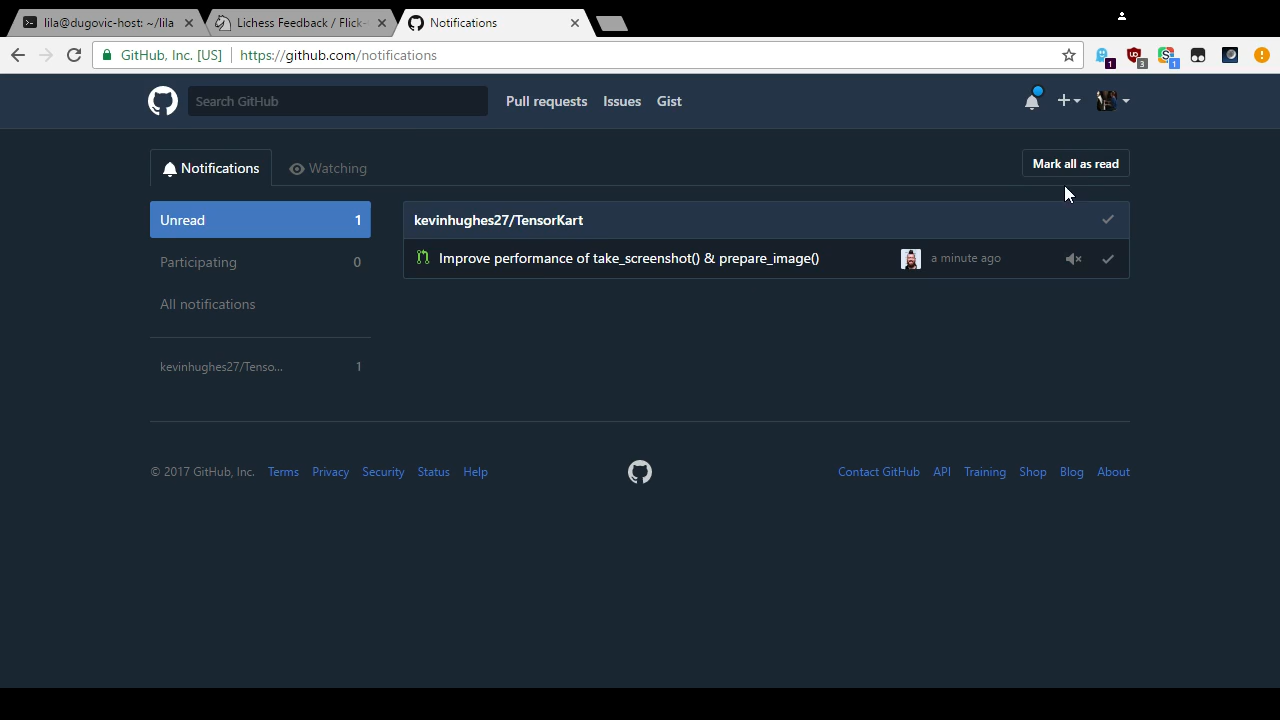 lila@dugovic-host: ~/lila
Lichess Feedback / Flick-
Notifications
GitHub, Inc. [US]
https://github.com/notifications
1
3
1
Search GitHub
Pull requests
Issues
Gist
Notifications
Watching
Mark all as read
Unread 1
kevinhughes27/TensorKart
Improve performance of take_screenshot() & prepare_image()
a minute ago
Participating 0
All notifications
kevinhughes27/Tenso... 1
© 2017 GitHub, Inc. Terms Privacy Security Status Help
Contact GitHub API Training Shop Blog About